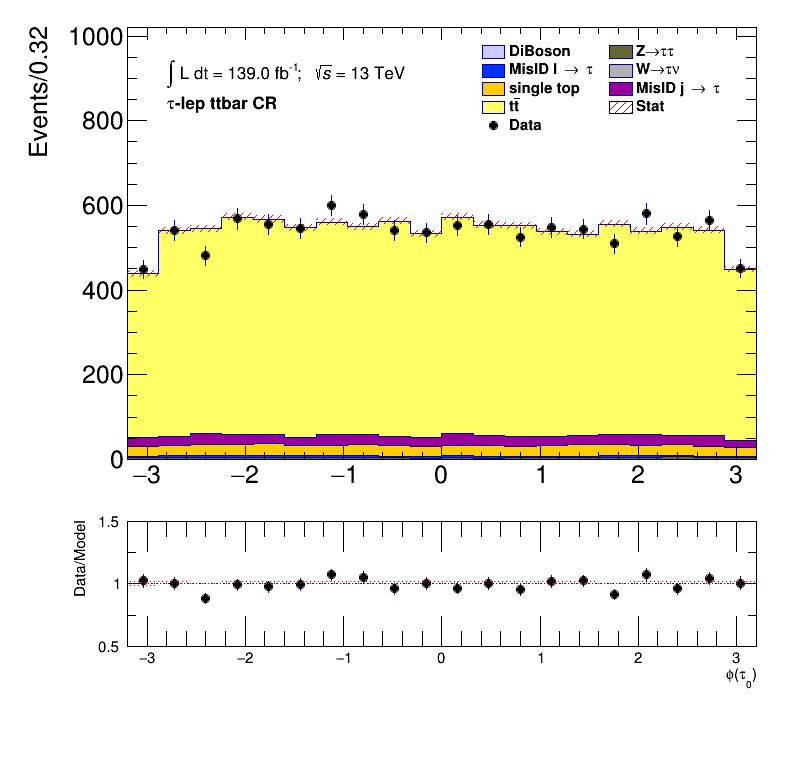 Events/0.32
1000
800
600
400
200
0
∫ L dt = 139.0 fb⁻¹; √s = 13 TeV
τ-lep ttbar CR
DiBoson
MisID l → τ
single top
tt̄
Data
Z→ττ
W→τν
MisID j → τ
Stat
−3 −2 −1 0 1 2 3
Data/Model
1.5
1
0.5
−3 −2 −1 0 1 2 3
ϕ(τ₀)